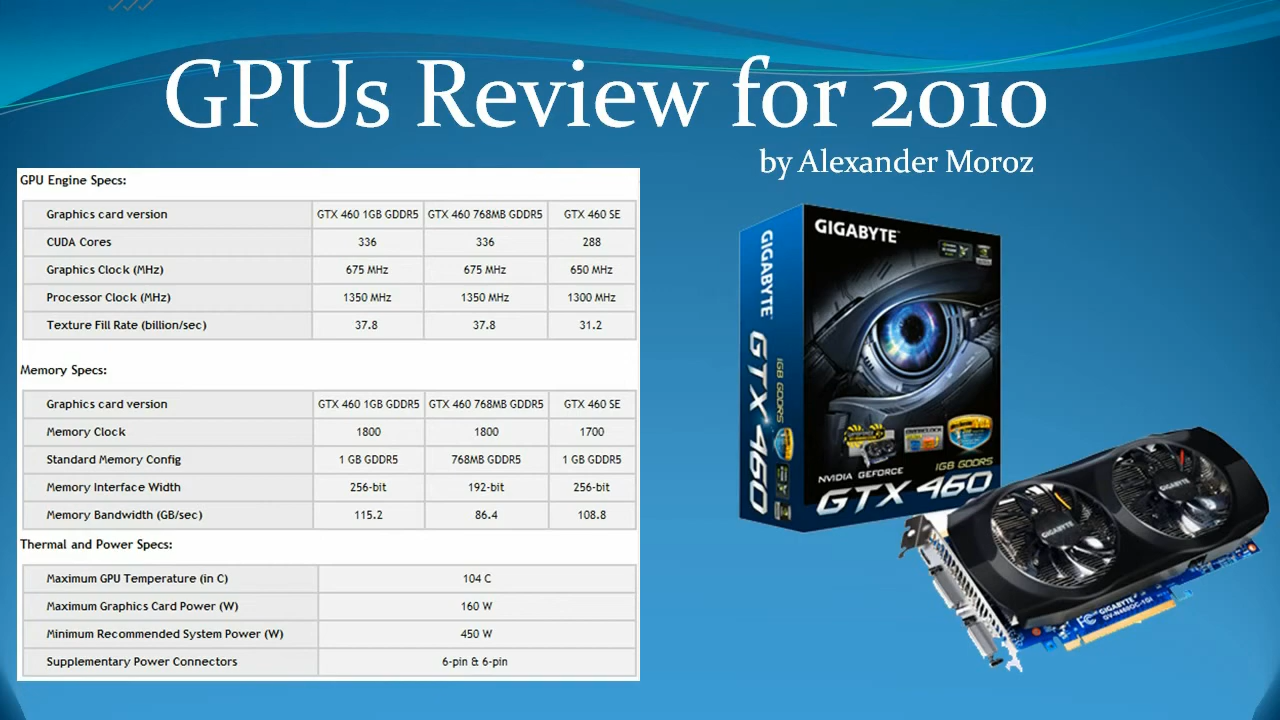 GPUs Review for 2010
by Alexander Moroz
GPU Engine Specs:
Graphics card version GTX 460 1GB GDDR5 GTX 460 768MB GDDR5 GTX 460 SE
CUDA Cores 336 336 288
Graphics Clock (MHz) 675 MHz 675 MHz 650 MHz
Processor Clock (MHz) 1350 MHz 1350 MHz 1300 MHz
Texture Fill Rate (billion/sec) 37.8 37.8 31.2
Memory Specs:
Graphics card version GTX 460 1GB GDDR5 GTX 460 768MB GDDR5 GTX 460 SE
Memory Clock 1800 1800 1700
Standard Memory Config 1 GB GDDR5 768MB GDDR5 1 GB GDDR5
Memory Interface Width 256-bit 192-bit 256-bit
Memory Bandwidth (GB/sec) 115.2 86.4 108.8
Thermal and Power Specs:
Maximum GPU Temperature (in C) 104 C
Maximum Graphics Card Power (W) 160 W
Minimum Recommended System Power (W) 450 W
Supplementary Power Connectors 6-pin & 6-pin
GIGABYTE™
GIGABYTE
GTX 460
1GB GDDR5
1GB GDDR5
NVIDIA GEFORCE
GTX 460
GIGABYTE
GIGABYTE
GIGABYTE
GV-N460OC-1GI